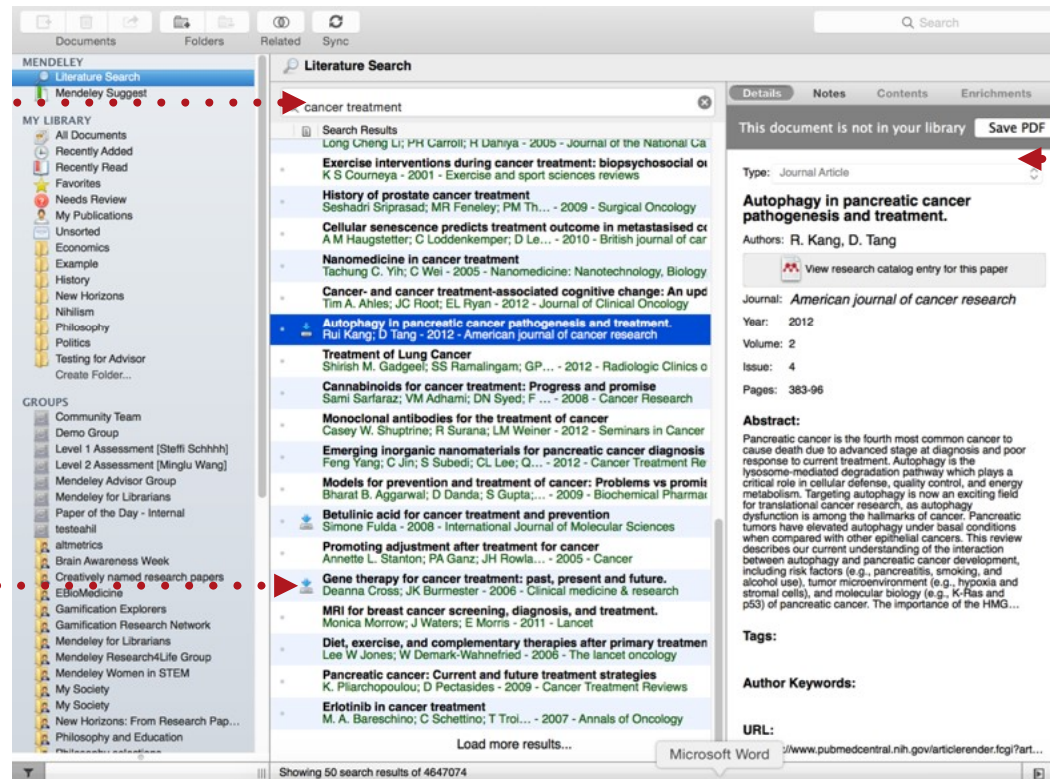 Search
Documents
Folders
Related
Sync
MENDELEY
Literature Search
Mendeley Suggest
MY LIBRARY
All Documents
Recently Added
Recently Read
Favorites
Needs Review
My Publications
Unsorted
Economics
Example
History
New Horizons
Nihilism
Philosophy
Politics
Testing for Advisor
Create Folder...
GROUPS
Community Team
Demo Group
Level 1 Assessment [Steffi Schhhh]
Level 2 Assessment [Minglu Wang]
Mendeley Advisor Group
Mendeley for Librarians
Paper of the Day - Internal
testeahil
altmetrics
Brain Awareness Week
Creatively named research papers
EBioMedicine
Gamification Explorers
Gamification Research Network
Mendeley for Librarians
Mendeley Research4Life Group
Mendeley Women in STEM
My Society
My Society
New Horizons: From Research Pap...
Philosophy and Education
Literature Search
cancer treatment
Search Results
Long Cheng Li; PH Carroll; R Dahiya - 2005 - Journal of the National Ca
Exercise interventions during cancer treatment: biopsychosocial ou
K S Courneya - 2001 - Exercise and sport sciences reviews
History of prostate cancer treatment
Seshadri Sriprasad; MR Feneley; PM Th... - 2009 - Surgical Oncology
Cellular senescence predicts treatment outcome in metastasised co
A M Haugstetter; C Loddenkemper; D Le... - 2010 - British journal of can
Nanomedicine in cancer treatment
Tachung C. Yih; C Wei - 2005 - Nanomedicine: Nanotechnology, Biology
Cancer- and cancer treatment-associated cognitive change: An upd
Tim A. Ahles; JC Root; EL Ryan - 2012 - Journal of Clinical Oncology
Autophagy in pancreatic cancer pathogenesis and treatment.
Rui Kang; D Tang - 2012 - American journal of cancer research
Treatment of Lung Cancer
Shirish M. Gadgeel; SS Ramalingam; GP... - 2012 - Radiologic Clinics o
Cannabinoids for cancer treatment: Progress and promise
Sami Sarfaraz; VM Adhami; DN Syed; F ... - 2008 - Cancer Research
Monoclonal antibodies for the treatment of cancer
Casey W. Shuptrine; R Surana; LM Weiner - 2012 - Seminars in Cancer
Emerging inorganic nanomaterials for pancreatic cancer diagnosis
Feng Yang; C Jin; S Subedi; CL Lee; Q... - 2012 - Cancer Treatment Re
Models for prevention and treatment of cancer: Problems vs promis
Bharat B. Aggarwal; D Danda; S Gupta;... - 2009 - Biochemical Pharmac
Betulinic acid for cancer treatment and prevention
Simone Fulda - 2008 - International Journal of Molecular Sciences
Promoting adjustment after treatment for cancer
Annette L. Stanton; PA Ganz; JH Rowla... - 2005 - Cancer
Gene therapy for cancer treatment: past, present and future.
Deanna Cross; JK Burmester - 2006 - Clinical medicine & research
MRI for breast cancer screening, diagnosis, and treatment.
Monica Morrow; J Waters; E Morris - 2011 - Lancet
Diet, exercise, and complementary therapies after primary treatmen
Lee W Jones; W Demark-Wahnefried - 2006 - The lancet oncology
Pancreatic cancer: Current and future treatment strategies
K. Pliarchopoulou; D Pectasides - 2009 - Cancer Treatment Reviews
Erlotinib in cancer treatment
M. A. Bareschino; C Schettino; T Troi... - 2007 - Annals of Oncology
Load more results...
Showing 50 search results of 4647074
Microsoft Word
Details Notes Contents Enrichments
This document is not in your library Save PDF
Type: Journal Article
Autophagy in pancreatic cancer
pathogenesis and treatment.
Authors: R. Kang, D. Tang
View research catalog entry for this paper
Journal: American journal of cancer research
Year: 2012
Volume: 2
Issue: 4
Pages: 383-96
Abstract:
Pancreatic cancer is the fourth most common cancer to
cause death due to advanced stage at diagnosis and poor
response to current treatment. Autophagy is the
lysosome-mediated degradation pathway which plays a
critical role in cellular defense, quality control, and energy
metabolism. Targeting autophagy is now an exciting field
for translational cancer research, as autophagy
dysfunction is among the hallmarks of cancer. Pancreatic
tumors have elevated autophagy under basal conditions
when compared with other epithelial cancers. This review
describes our current understanding of the interaction
between autophagy and pancreatic cancer development,
including risk factors (e.g., pancreatitis, smoking, and
alcohol use), tumor microenvironment (e.g., hypoxia and
stromal cells), and molecular biology (e.g., K-Ras and
p53) of pancreatic cancer. The importance of the HMG...
Tags:
Author Keywords:
URL:
//www.pubmedcentral.nih.gov/articlerender.fcgi?art...